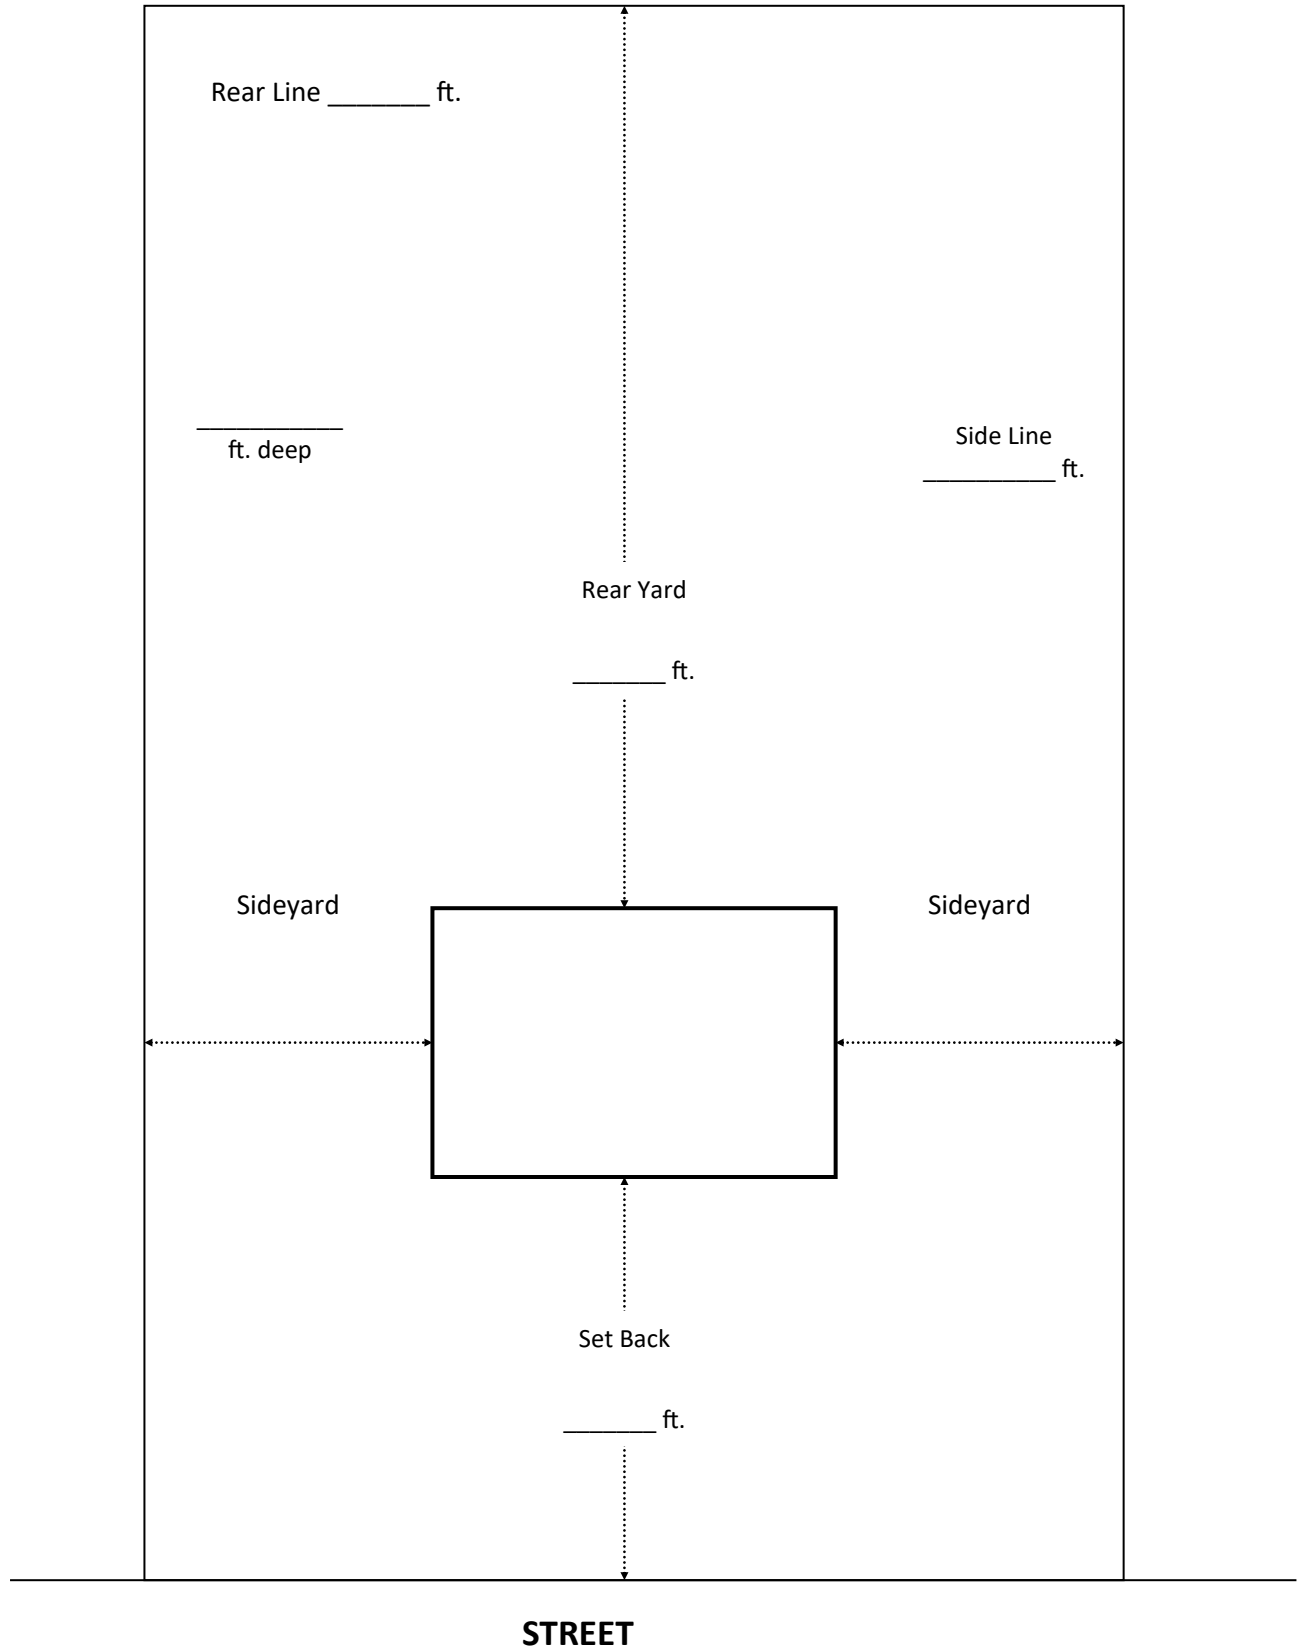 Rear Line _______ ft.
___________
ft. deep
Side Line
__________ ft.
Rear Yard
_______ ft.
Sideyard
Sideyard
Set Back
_______ ft.
STREET